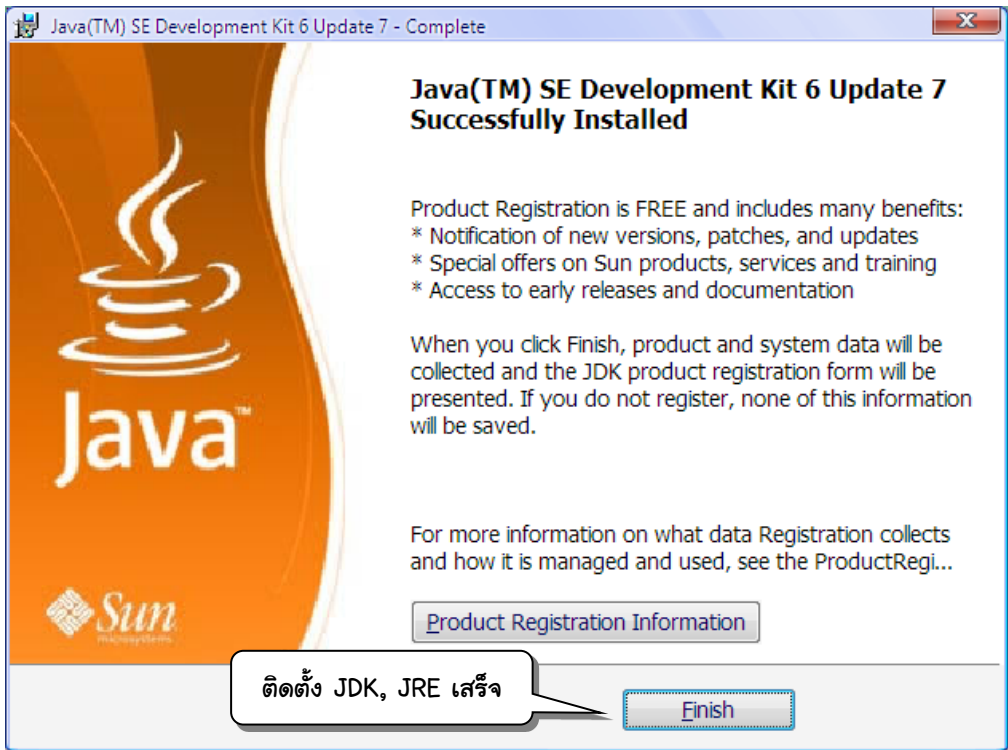 Java(TM) SE Development Kit 6 Update 7 - Complete
Java(TM) SE Development Kit 6 Update 7
Successfully Installed
Product Registration is FREE and includes many benefits:
* Notification of new versions, patches, and updates
* Special offers on Sun products, services and training
* Access to early releases and documentation
When you click Finish, product and system data will be
collected and the JDK product registration form will be
presented. If you do not register, none of this information
will be saved.
For more information on what data Registration collects
and how it is managed and used, see the ProductRegi...
Product Registration Information
Java™
Sun
microsystems
ติดตั้ง JDK, JRE เสร็จ
Finish